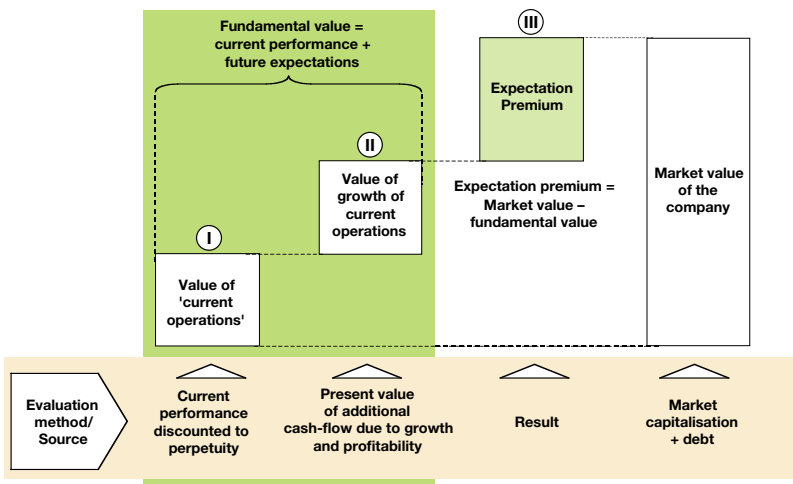 Fundamental value =
current performance +
future expectations
III
Expectation
Premium
II
Value of
growth of
current
operations
Expectation premium =
Market value –
fundamental value
Market value
of the
company
I
Value of
'current
operations'
Evaluation
method/
Source
Current
performance
discounted to
perpetuity
Present value
of additional
cash-flow due to growth
and profitability
Result
Market
capitalisation
+ debt